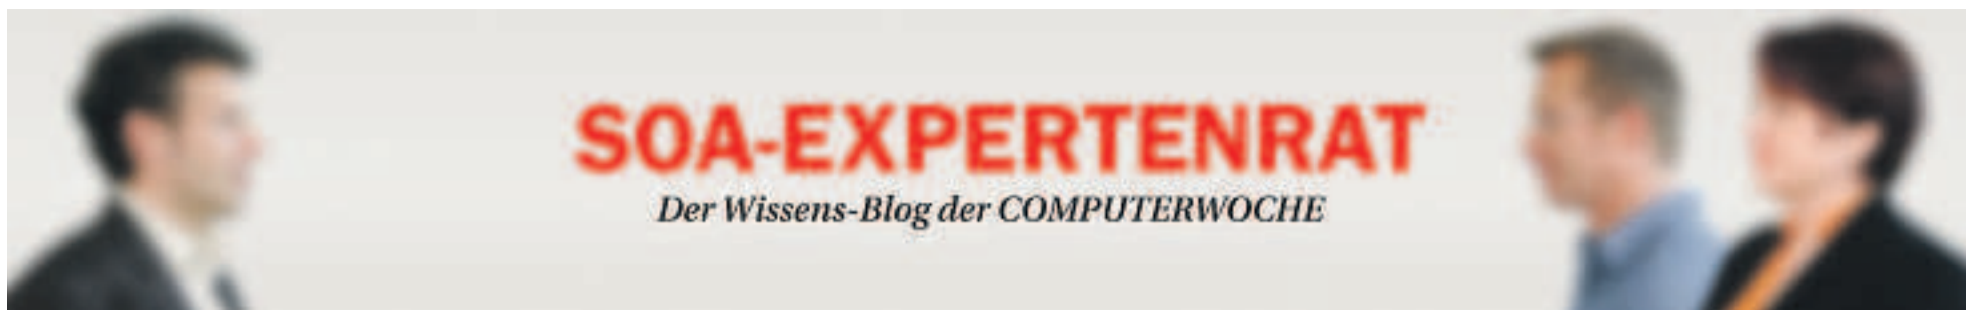 SOA-EXPERTENRAT
Der Wissens-Blog der COMPUTERWOCHE